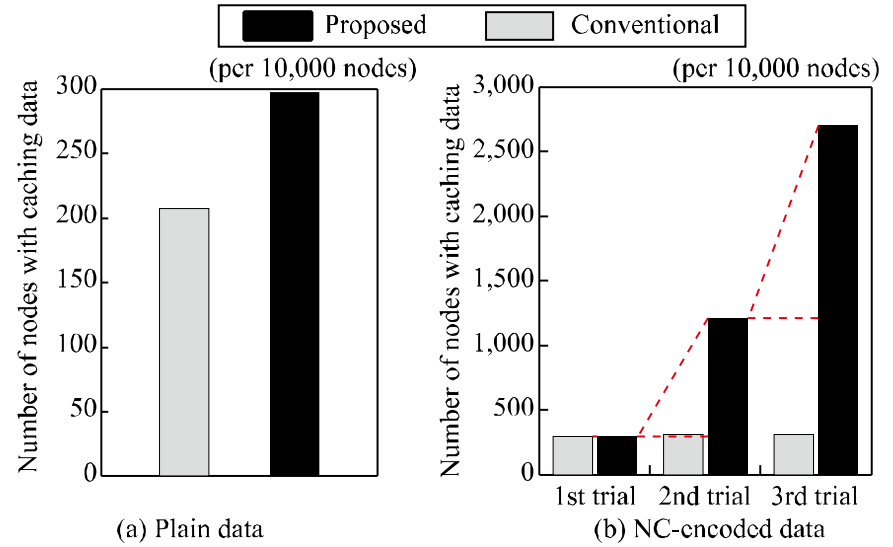 Proposed Conventional
(per 10,000 nodes)
Number of nodes with caching data
300
250
200
150
100
50
0
(a) Plain data
(per 10,000 nodes)
Number of nodes with caching data
3,000
2,500
2,000
1,500
1,000
500
0
1st trial 2nd trial 3rd trial
(b) NC-encoded data